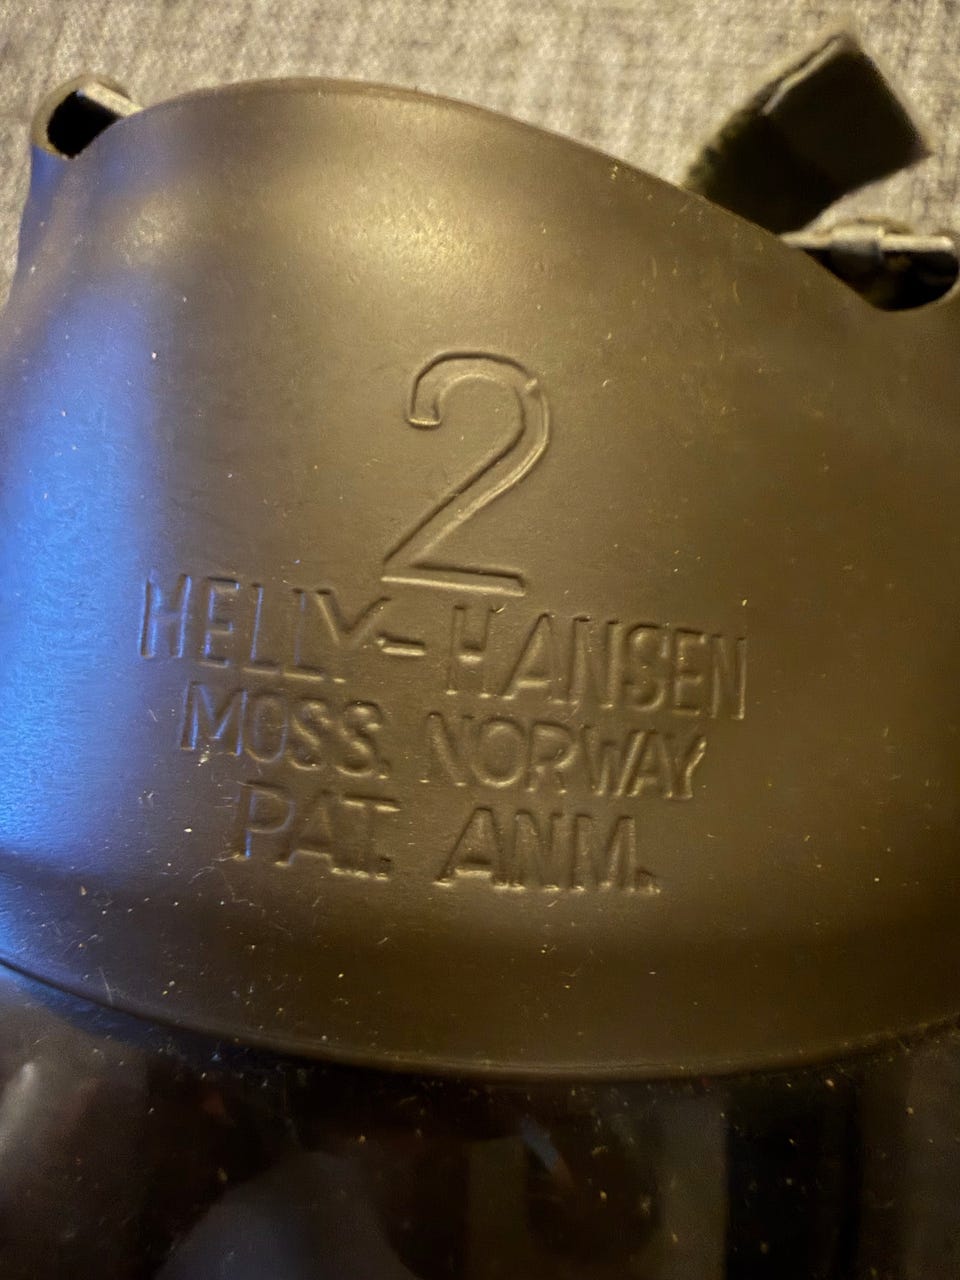 2
HELLY-HANSEN
MOSS. NORWAY
PAT. ANM.